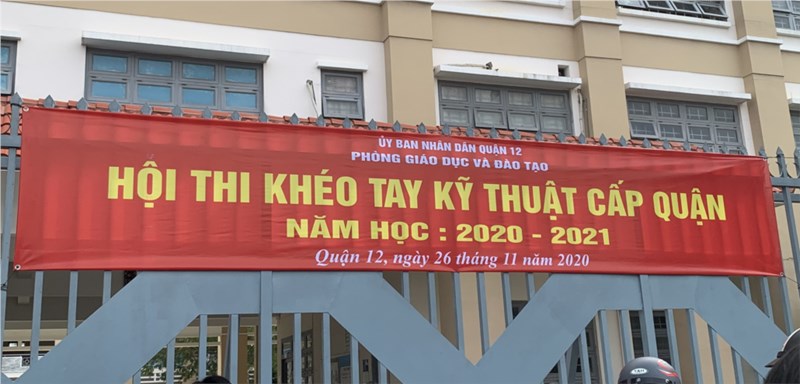 ỦY BAN NHÂN DÂN QUẬN 12
PHÒNG GIÁO DỤC VÀ ĐÀO TẠO
HỘI THI KHÉO TAY KỸ THUẬT CẤP QUẬN
NĂM HỌC : 2020 - 2021
Quận 12, ngày 26 tháng 11 năm 2020